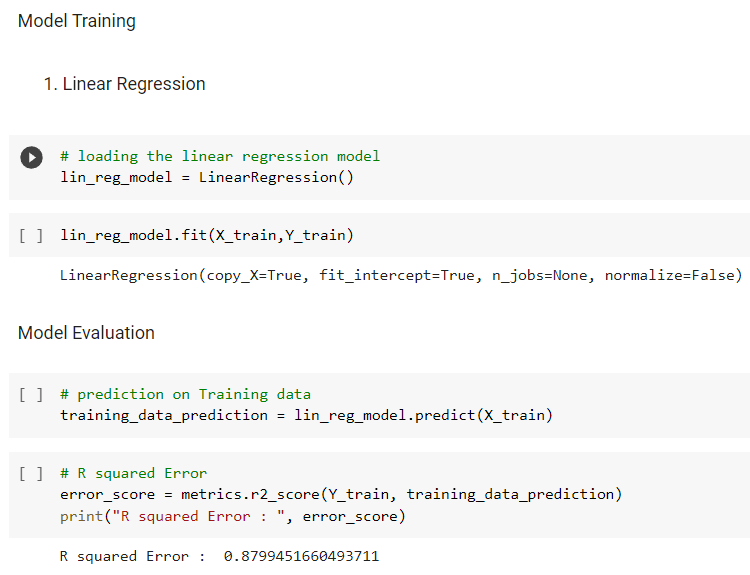 Model Training
1. Linear Regression
# loading the linear regression model
lin_reg_model = LinearRegression()
[ ] lin_reg_model.fit(X_train,Y_train)
LinearRegression(copy_X=True, fit_intercept=True, n_jobs=None, normalize=False)
Model Evaluation
[ ] # prediction on Training data
training_data_prediction = lin_reg_model.predict(X_train)
[ ] # R squared Error
error_score = metrics.r2_score(Y_train, training_data_prediction)
print("R squared Error : ", error_score)
R squared Error :  0.8799451660493711